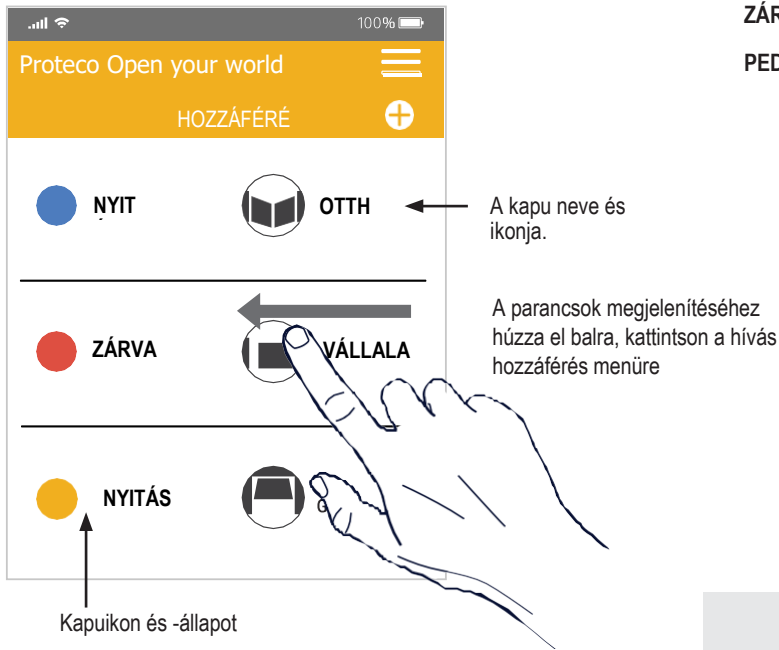 100%
Proteco Open your world
HOZZÁFÉRÉ
NYIT
OTTH
A kapu neve és
ikonja.
ZÁRVA
VÁLLALA
A parancsok megjelenítéséhez
húzza el balra, kattintson a hívás
hozzáférés menüre
NYITÁS
G
Kapuikon és -állapot
ZÁR
PED